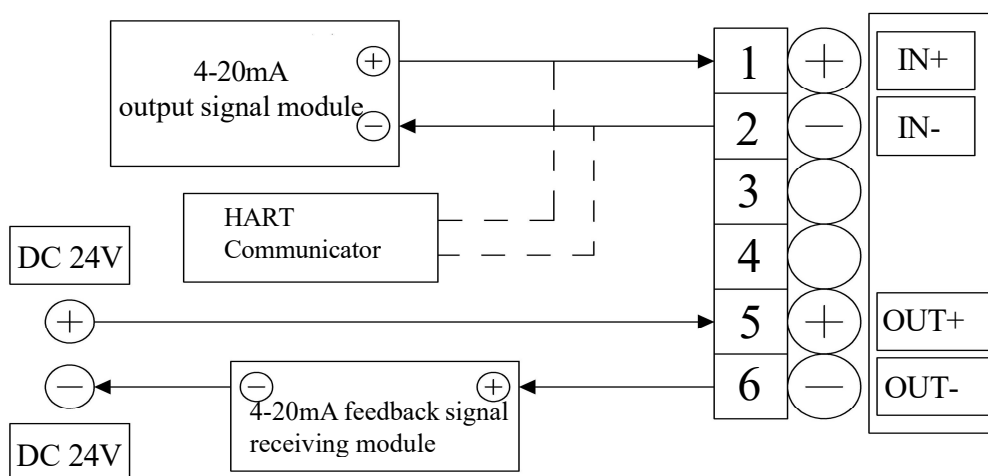 4-20mA
output signal module
+
−
HART
Communicator
DC 24V
+
−
DC 24V
−
+
4-20mA feedback signal
receiving module
1
+
IN+
2
−
IN-
3
4
5
+
OUT+
6
−
OUT-